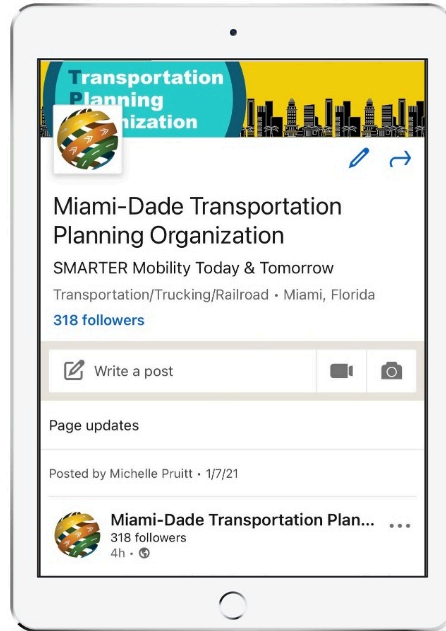 Transportation
Planning
nization
Miami-Dade Transportation
Planning Organization
SMARTER Mobility Today & Tomorrow
Transportation/Trucking/Railroad • Miami, Florida
318 followers
Write a post
Page updates
Posted by Michelle Pruitt • 1/7/21
Miami-Dade Transportation Plan...
318 followers
4h •